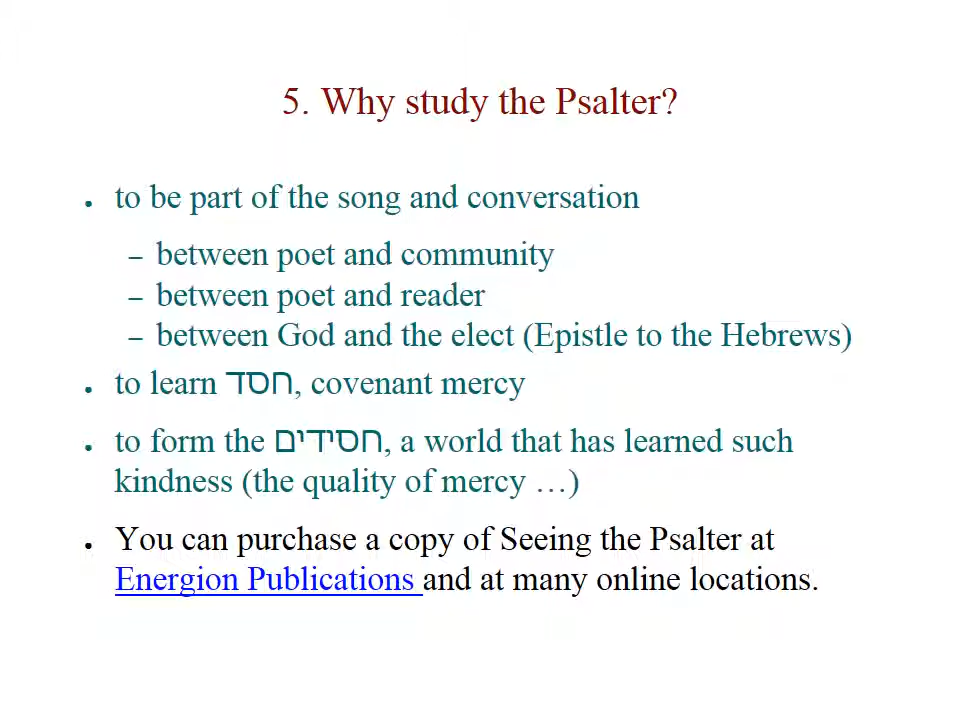 5. Why study the Psalter?
• to be part of the song and conversation
– between poet and community
– between poet and reader
– between God and the elect (Epistle to the Hebrews)
• to learn חסד, covenant mercy
• to form the חסידים, a world that has learned such
kindness (the quality of mercy …)
• You can purchase a copy of Seeing the Psalter at
Energion Publications and at many online locations.